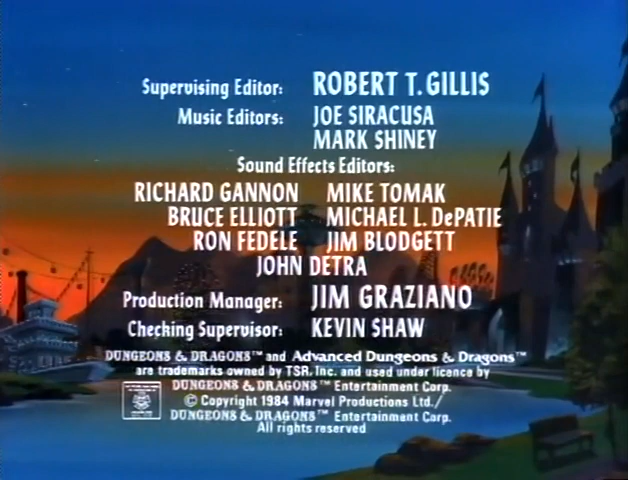 Supervising Editor: ROBERT T. GILLIS
Music Editors: JOE SIRACUSA
MARK SHINEY
Sound Effects Editors:
RICHARD GANNON MIKE TOMAK
BRUCE ELLIOTT MICHAEL L. DePATIE
RON FEDELE JIM BLODGETT
JOHN DETRA
Production Manager: JIM GRAZIANO
Checking Supervisor: KEVIN SHAW
DUNGEONS & DRAGONS™ and Advanced Dungeons & Dragons™
are trademarks owned by TSR, Inc. and used under licence by
DUNGEONS & DRAGONS™ Entertainment Corp.
© Copyright 1984 Marvel Productions Ltd./
DUNGEONS & DRAGONS™ Entertainment Corp.
All rights reserved